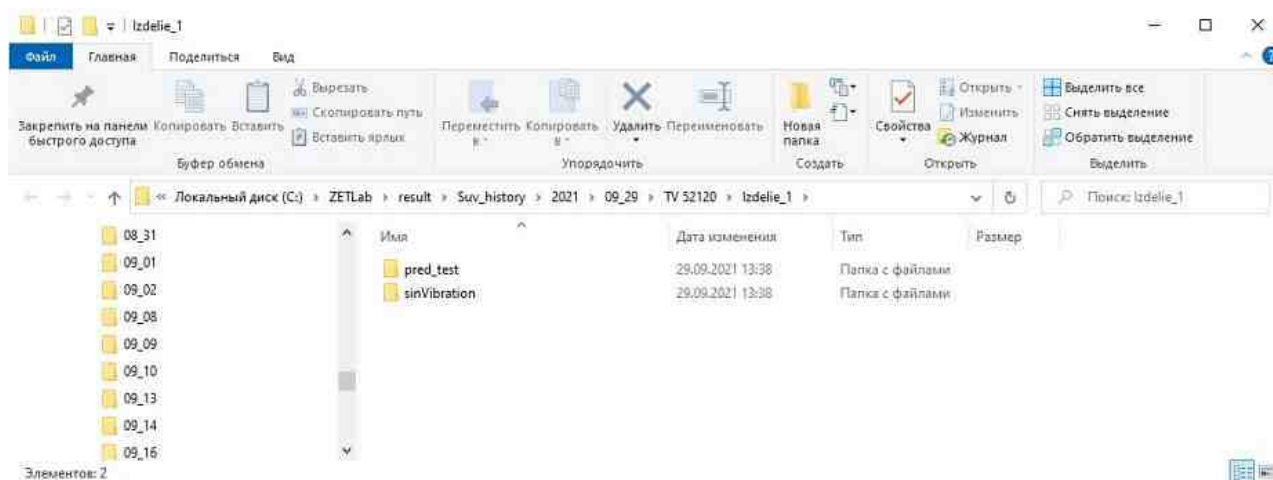 Izdelie_1
Файл Главная Поделиться Вид
Закрепить на панели быстрого доступа
Копировать
Вставить
Вырезать
Скопировать путь
Вставить ярлык
Буфер обмена
Переместить в
Копировать в
Удалить
Переименовать
Упорядочить
Новая папка
Создать
Свойства
Открыть
Изменить
Журнал
Открыть
Выделить все
Снять выделение
Обратить выделение
Выделить
« Локальный диск (C:) › ZETLab › result › Suv_history › 2021 › 09_29 › TV 52120 › Izdelie_1 ›
Поиск: Izdelie_1
08_31
09_01
09_02
09_08
09_09
09_10
09_13
09_14
09_16
Имя Дата изменения Тип Размер
pred_test 29.09.2021 13:38 Папка с файлами
sinVibration 29.09.2021 13:38 Папка с файлами
Элементов: 2